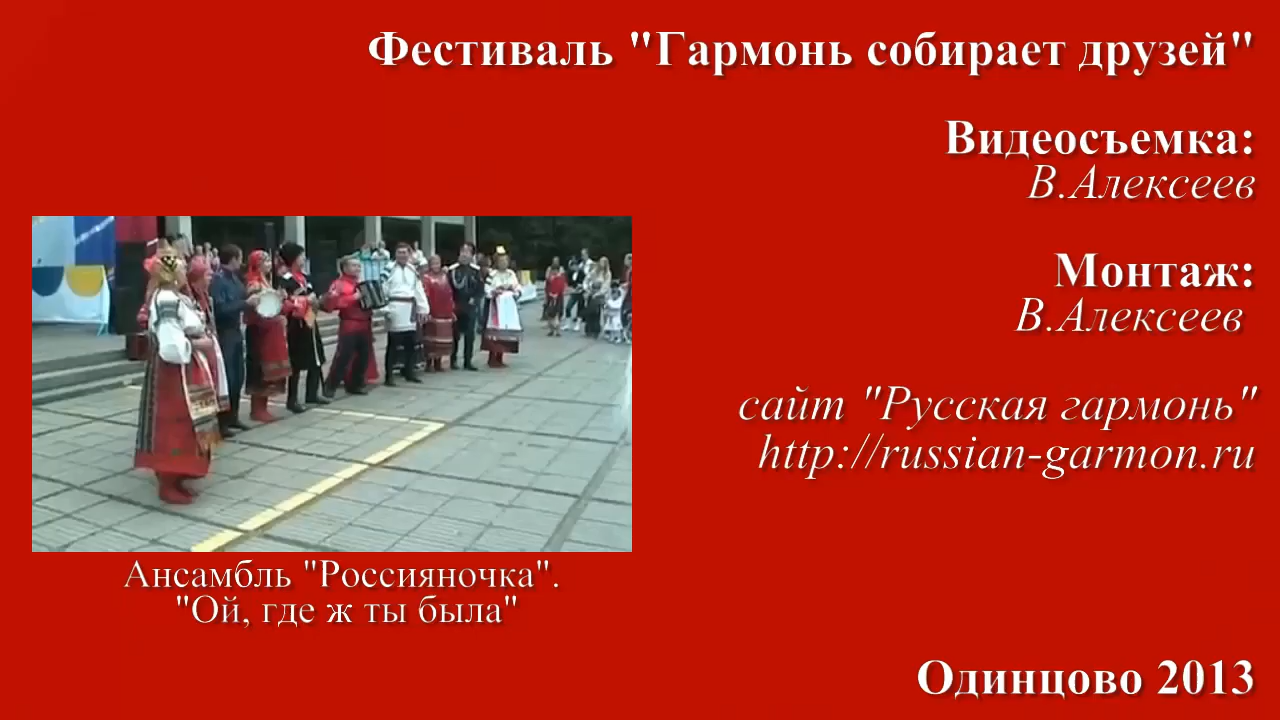 Фестиваль "Гармонь собирает друзей"
Видеосъемка:
В.Алексеев
Монтаж:
В.Алексеев
сайт "Русская гармонь"
http://russian-garmon.ru
Ансамбль "Россияночка".
"Ой, где ж ты была"
Одинцово 2013